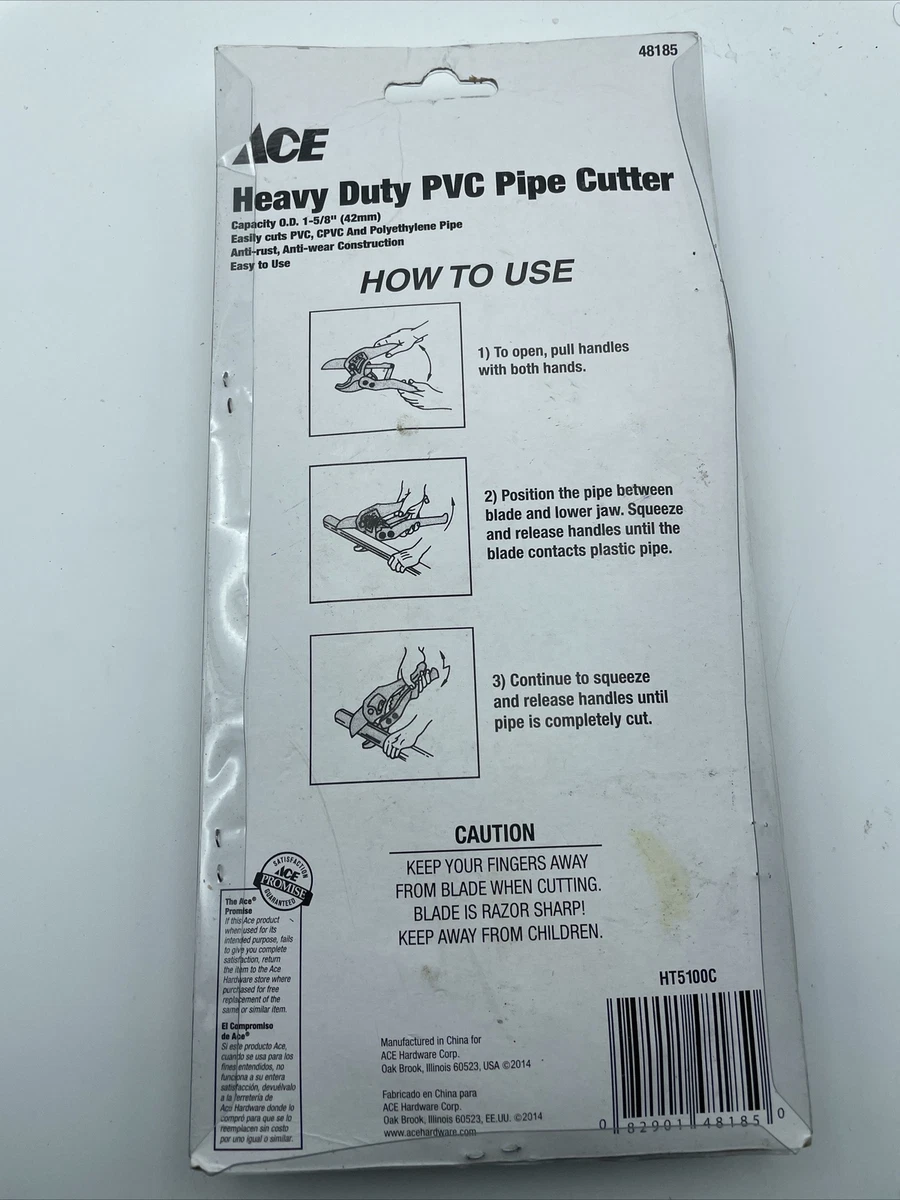 48185
ACE
Heavy Duty PVC Pipe Cutter
Capacity O.D. 1-5/8" (42mm)
Easily cuts PVC, CPVC And Polyethylene Pipe
Anti-rust, Anti-wear Construction
Easy to Use
HOW TO USE
1) To open, pull handles
with both hands.
2) Position the pipe between
blade and lower jaw. Squeeze
and release handles until the
blade contacts plastic pipe.
3) Continue to squeeze
and release handles until
pipe is completely cut.
CAUTION
KEEP YOUR FINGERS AWAY
FROM BLADE WHEN CUTTING.
BLADE IS RAZOR SHARP!
KEEP AWAY FROM CHILDREN.
SATISFACTION
ACE
PROMISE
GUARANTEED
The Ace®
Promise
If this Ace product
when used for its
intended purpose, fails
to give you complete
satisfaction, return
the item to the Ace
Hardware store where
purchased for free
replacement of the
same or similar item.
El Compromiso
de Ace®
Si este producto Ace,
cuando se usa para los
fines entendidos, no
funciona a su entera
satisfacción, devuélvalo
a la ferretería de
Ace Hardware donde lo
compró para que se lo
reemplacen sin costo
por uno igual o similar.
Manufactured in China for
ACE Hardware Corp.
Oak Brook, Illinois 60523, USA ©2014
Fabricado en China para
ACE Hardware Corp.
Oak Brook, Illinois 60523, EE.UU. ©2014
www.acehardware.com
HT5100C
0 82901 48185 0